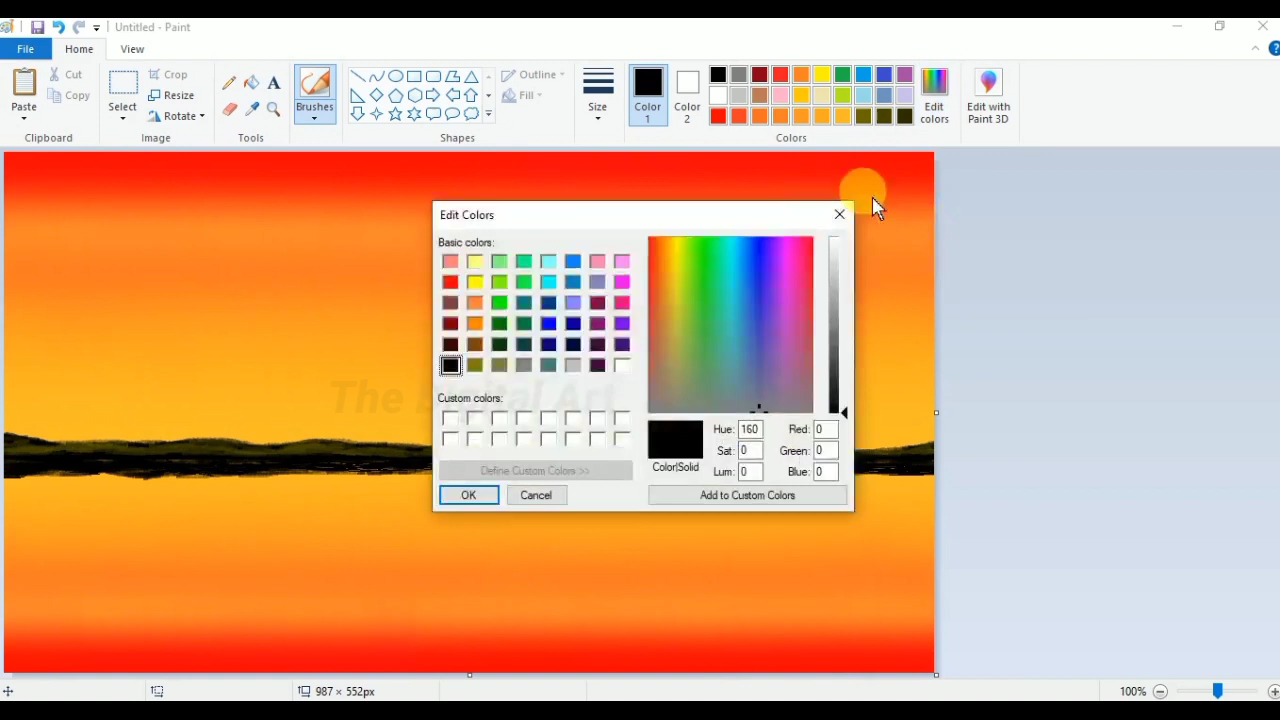 Untitled - Paint
File
Home
View
Paste
Cut
Copy
Clipboard
Select
Crop
Resize
Rotate
Image
A
Tools
Brushes
Shapes
Outline
Fill
Size
Color 1
Color 2
Colors
Edit colors
Edit with Paint 3D
?
Edit Colors
Basic colors:
The Digital Art
Custom colors:
Define Custom Colors >>
OK
Cancel
Color|Solid
Hue: 160
Sat: 0
Lum: 0
Red: 0
Green: 0
Blue: 0
Add to Custom Colors
987 × 552px
100%